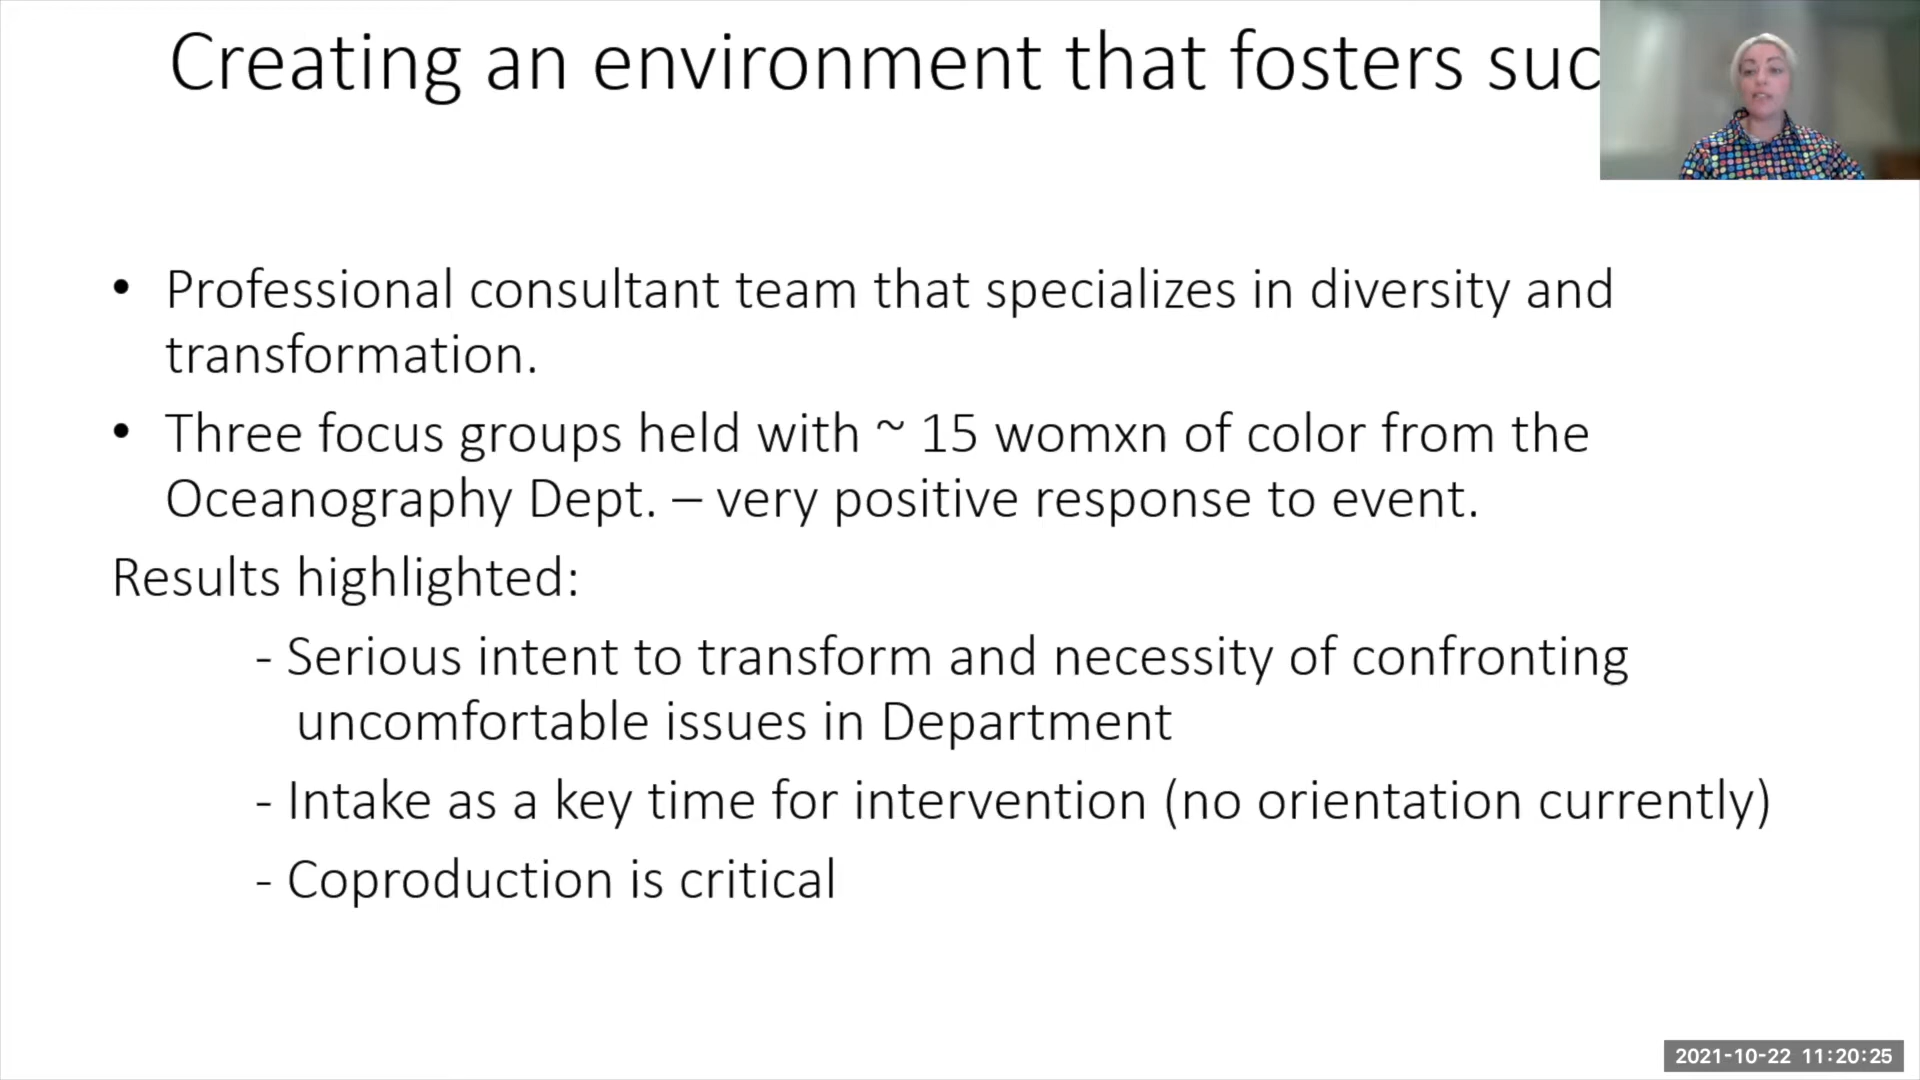 Creating an environment that fosters suc
• Professional consultant team that specializes in diversity and
transformation.
• Three focus groups held with ~ 15 womxn of color from the
Oceanography Dept. – very positive response to event.
Results highlighted:
- Serious intent to transform and necessity of confronting
uncomfortable issues in Department
- Intake as a key time for intervention (no orientation currently)
- Coproduction is critical
2021-10-22 11:20:25